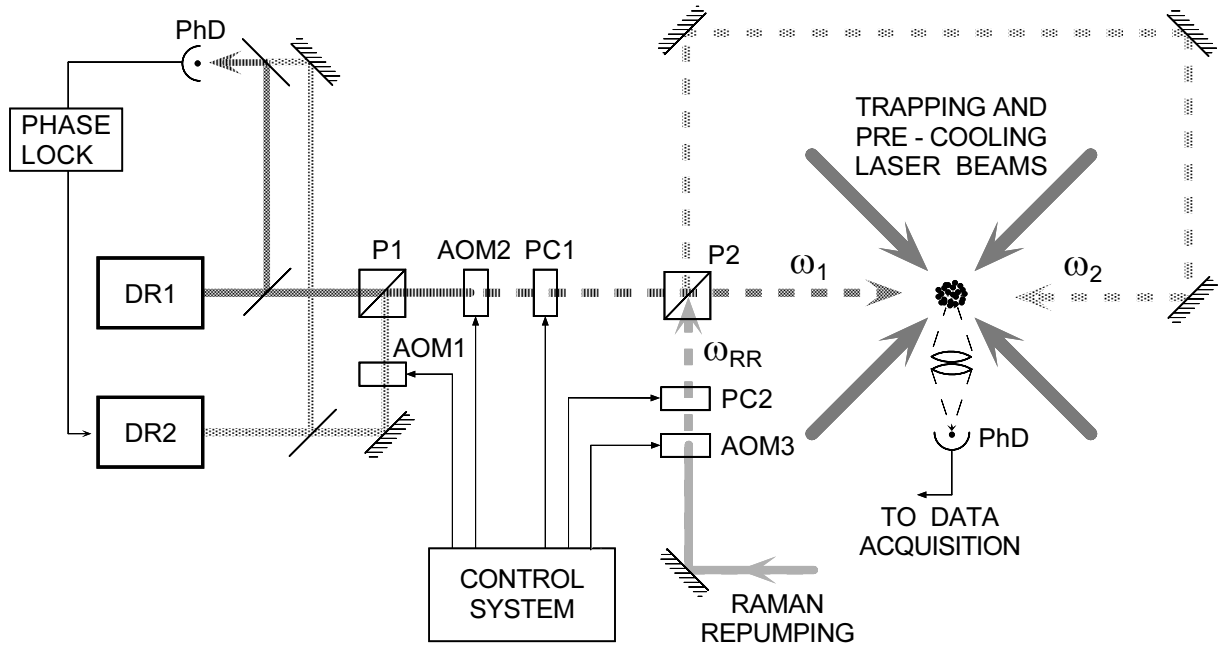 PhD
PHASE
LOCK
TRAPPING AND
PRE - COOLING
LASER BEAMS
P1
AOM2
PC1
P2
DR1
ω1
ω2
AOM1
ωRR
DR2
PC2
AOM3
PhD
TO DATA
ACQUISITION
CONTROL
SYSTEM
RAMAN
REPUMPING